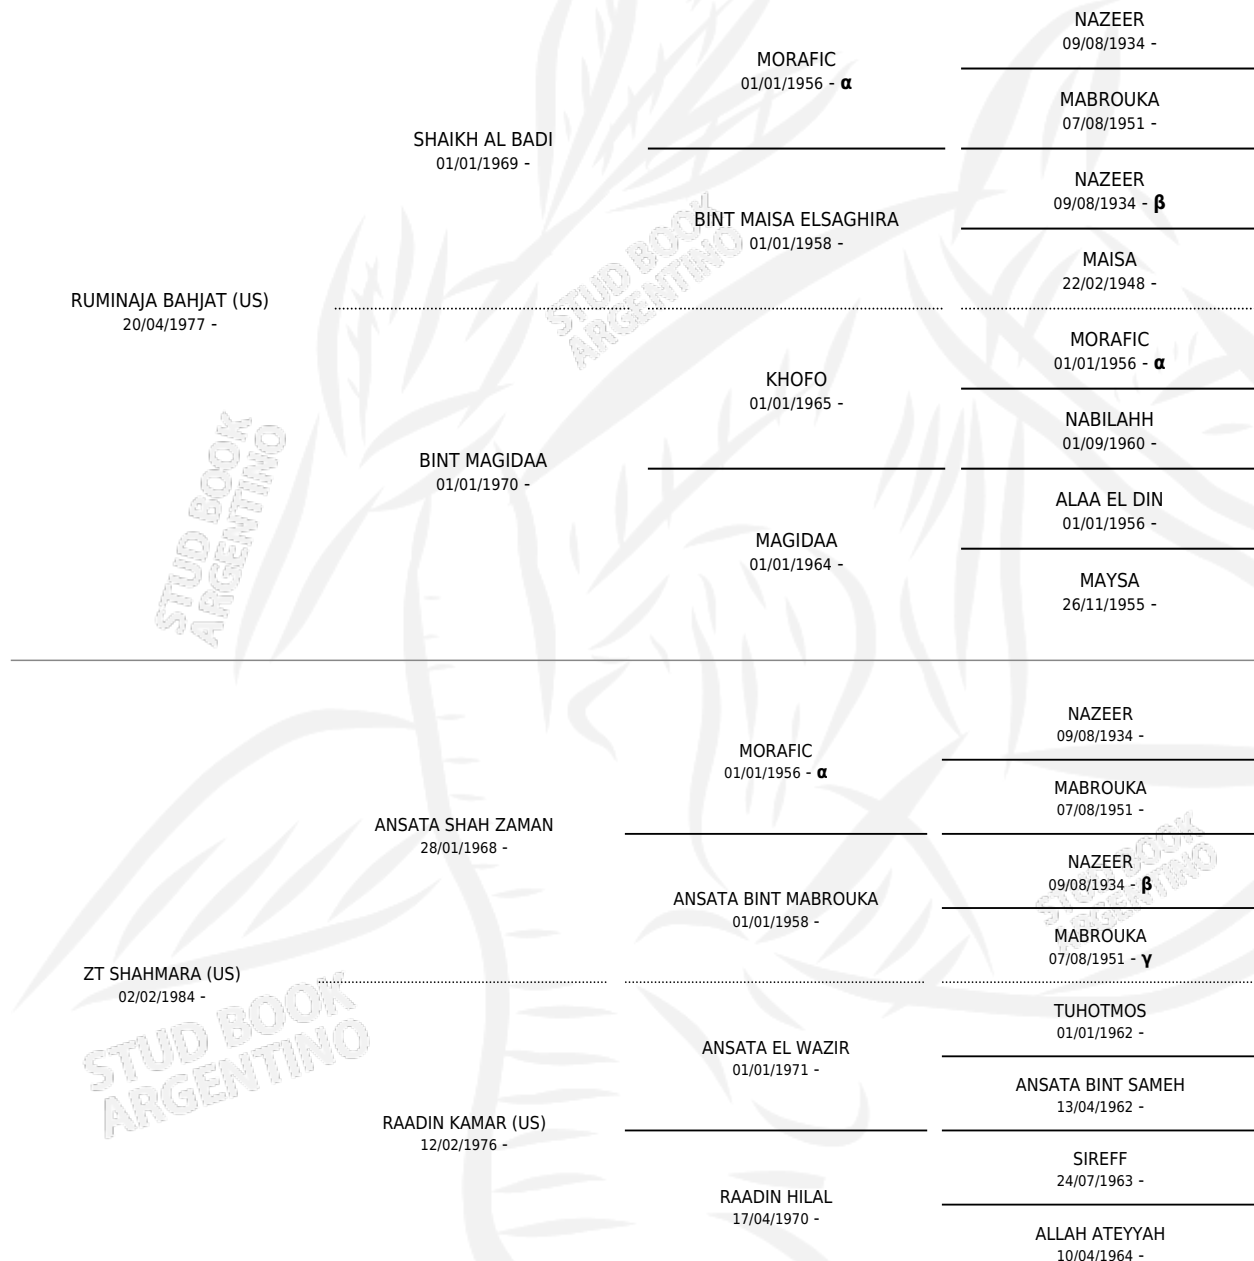 NAZEER
09/08/1934 -
MORAFIC
01/01/1956 - α
MABROUKA
07/08/1951 -
SHAIKH AL BADI
01/01/1969 -
NAZEER
09/08/1934 - β
BINT MAISA ELSAGHIRA
01/01/1958 -
MAISA
22/02/1948 -
RUMINAJA BAHJAT (US)
20/04/1977 -
MORAFIC
01/01/1956 - α
KHOFO
01/01/1965 -
NABILAHH
01/09/1960 -
BINT MAGIDAA
01/01/1970 -
ALAA EL DIN
01/01/1956 -
MAGIDAA
01/01/1964 -
MAYSA
26/11/1955 -
NAZEER
09/08/1934 -
MORAFIC
01/01/1956 - α
MABROUKA
07/08/1951 -
ANSATA SHAH ZAMAN
28/01/1968 -
NAZEER
09/08/1934 - β
ANSATA BINT MABROUKA
01/01/1958 -
MABROUKA
07/08/1951 - γ
ZT SHAHMARA (US)
02/02/1984 -
TUHOTMOS
01/01/1962 -
ANSATA EL WAZIR
01/01/1971 -
ANSATA BINT SAMEH
13/04/1962 -
RAADIN KAMAR (US)
12/02/1976 -
SIREFF
24/07/1963 -
RAADIN HILAL
17/04/1970 -
ALLAH ATEYYAH
10/04/1964 -
STUD BOOK
ARGENTINO
STUD BOOK
ARGENTINO
STUD BOOK
ARGENTINO
STUD BOOK
ARGENTINO